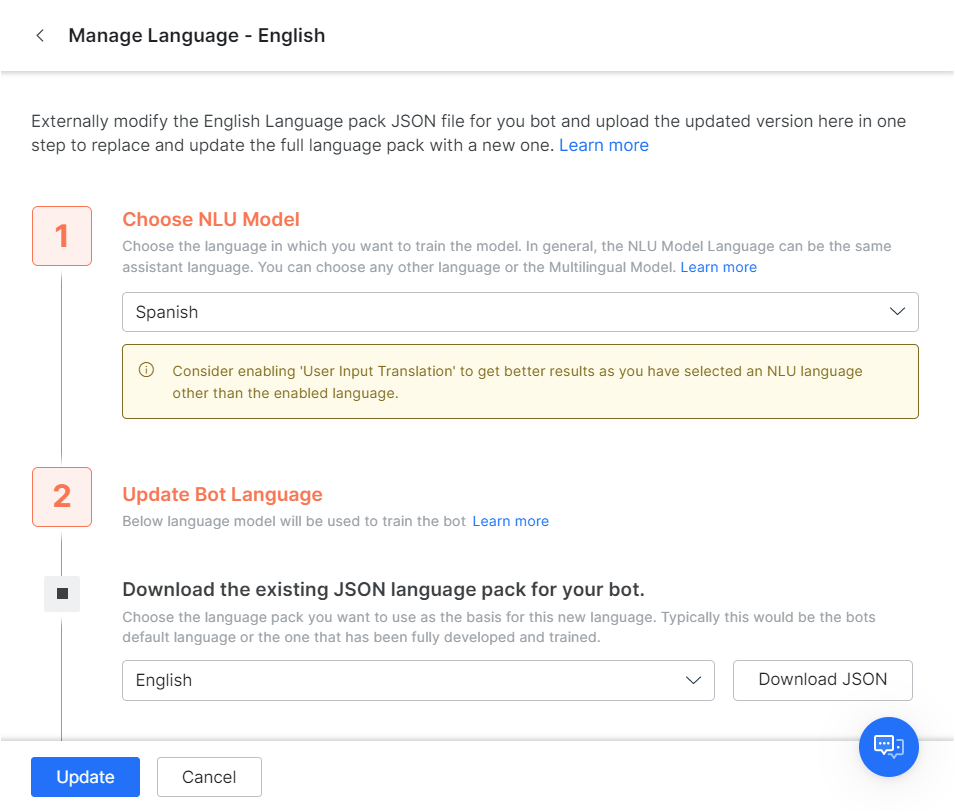 Manage Language - English
Externally modify the English Language pack JSON file for you bot and upload the updated version here in one
step to replace and update the full language pack with a new one. Learn more
1
Choose NLU Model
Choose the language in which you want to train the model. In general, the NLU Model Language can be the same
assistant language. You can choose any other language or the Multilingual Model. Learn more
Spanish
Consider enabling 'User Input Translation' to get better results as you have selected an NLU language
other than the enabled language.
2
Update Bot Language
Below language model will be used to train the bot Learn more
Download the existing JSON language pack for your bot.
Choose the language pack you want to use as the basis for this new language. Typically this would be the bots
default language or the one that has been fully developed and trained.
English
Download JSON
Update
Cancel